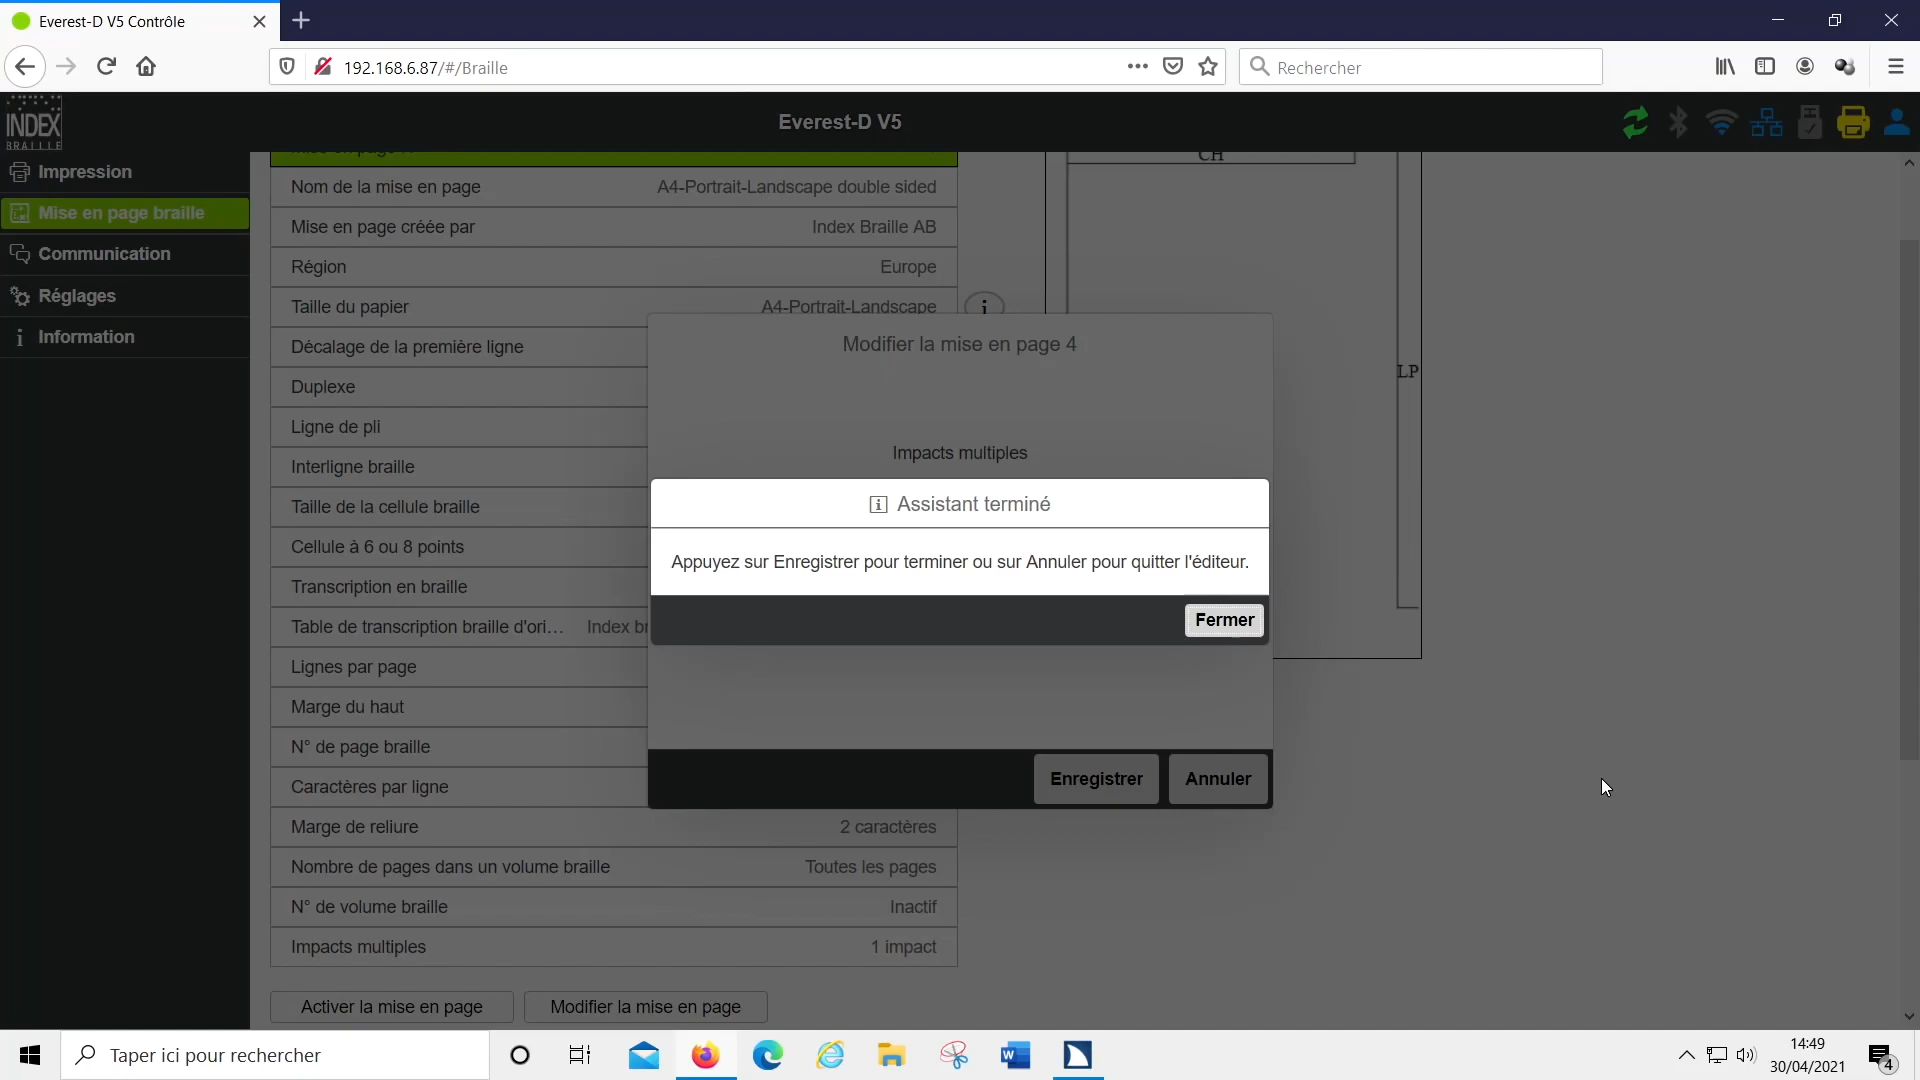 Everest-D V5 Contrôle
192.168.6.87/#/Braille
Rechercher
INDEX
BRAILLE
Everest-D V5
Impression
Mise en page braille
Communication
Réglages
Information
Nom de la mise en page A4-Portrait-Landscape double sided
Mise en page créée par Index Braille AB
Région Europe
Taille du papier A4-Portrait-Landscape
Décalage de la première ligne
Duplexe
Ligne de pli
Interligne braille
Taille de la cellule braille
Cellule à 6 ou 8 points
Transcription en braille
Table de transcription braille d'ori... Index br
Lignes par page
Marge du haut
N° de page braille
Caractères par ligne
Marge de reliure 2 caractères
Nombre de pages dans un volume braille Toutes les pages
N° de volume braille Inactif
Impacts multiples 1 impact
Activer la mise en page Modifier la mise en page
CH
LP
Modifier la mise en page 4
Impacts multiples
Assistant terminé
Appuyez sur Enregistrer pour terminer ou sur Annuler pour quitter l'éditeur.
Fermer
Enregistrer Annuler
Taper ici pour rechercher
14:49
30/04/2021
4